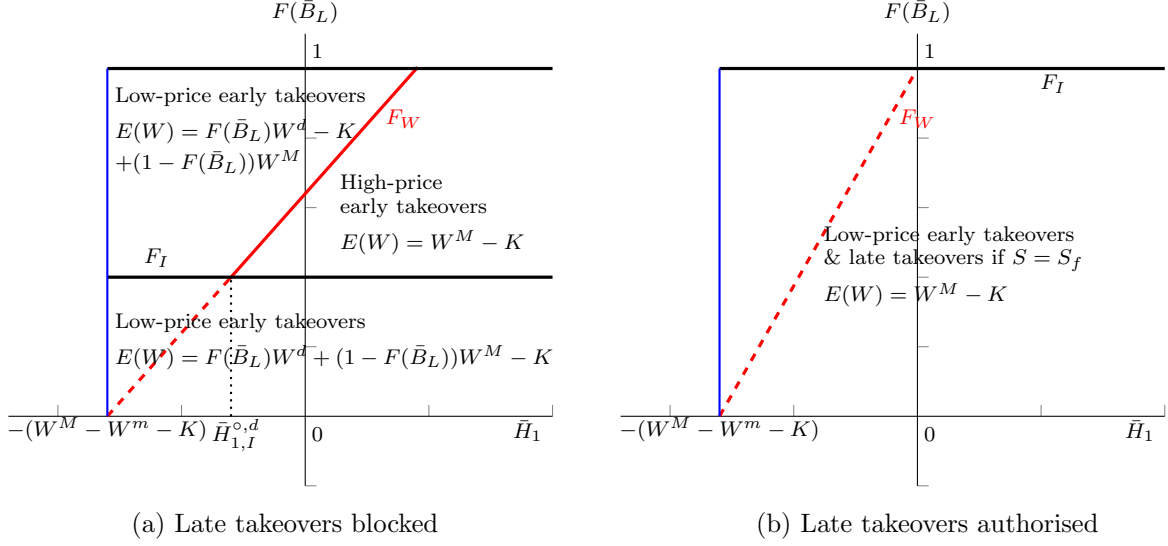 F(B̄_L)
1
Low-price early takeovers
E(W) = F(B̄_L)W^d − K
+(1 − F(B̄_L))W^M
F_W
High-price
early takeovers
E(W) = W^M − K
F_I
Low-price early takeovers
E(W) = F(B̄_L)W^d + (1 − F(B̄_L))W^M − K
−(W^M − W^m − K)
H̄_{1,I}^{∘,d}
0
H̄_1
(a) Late takeovers blocked
F(B̄_L)
1
F_I
F_W
Low-price early takeovers
& late takeovers if S = S_f
E(W) = W^M − K
−(W^M − W^m − K)
0
H̄_1
(b) Late takeovers authorised